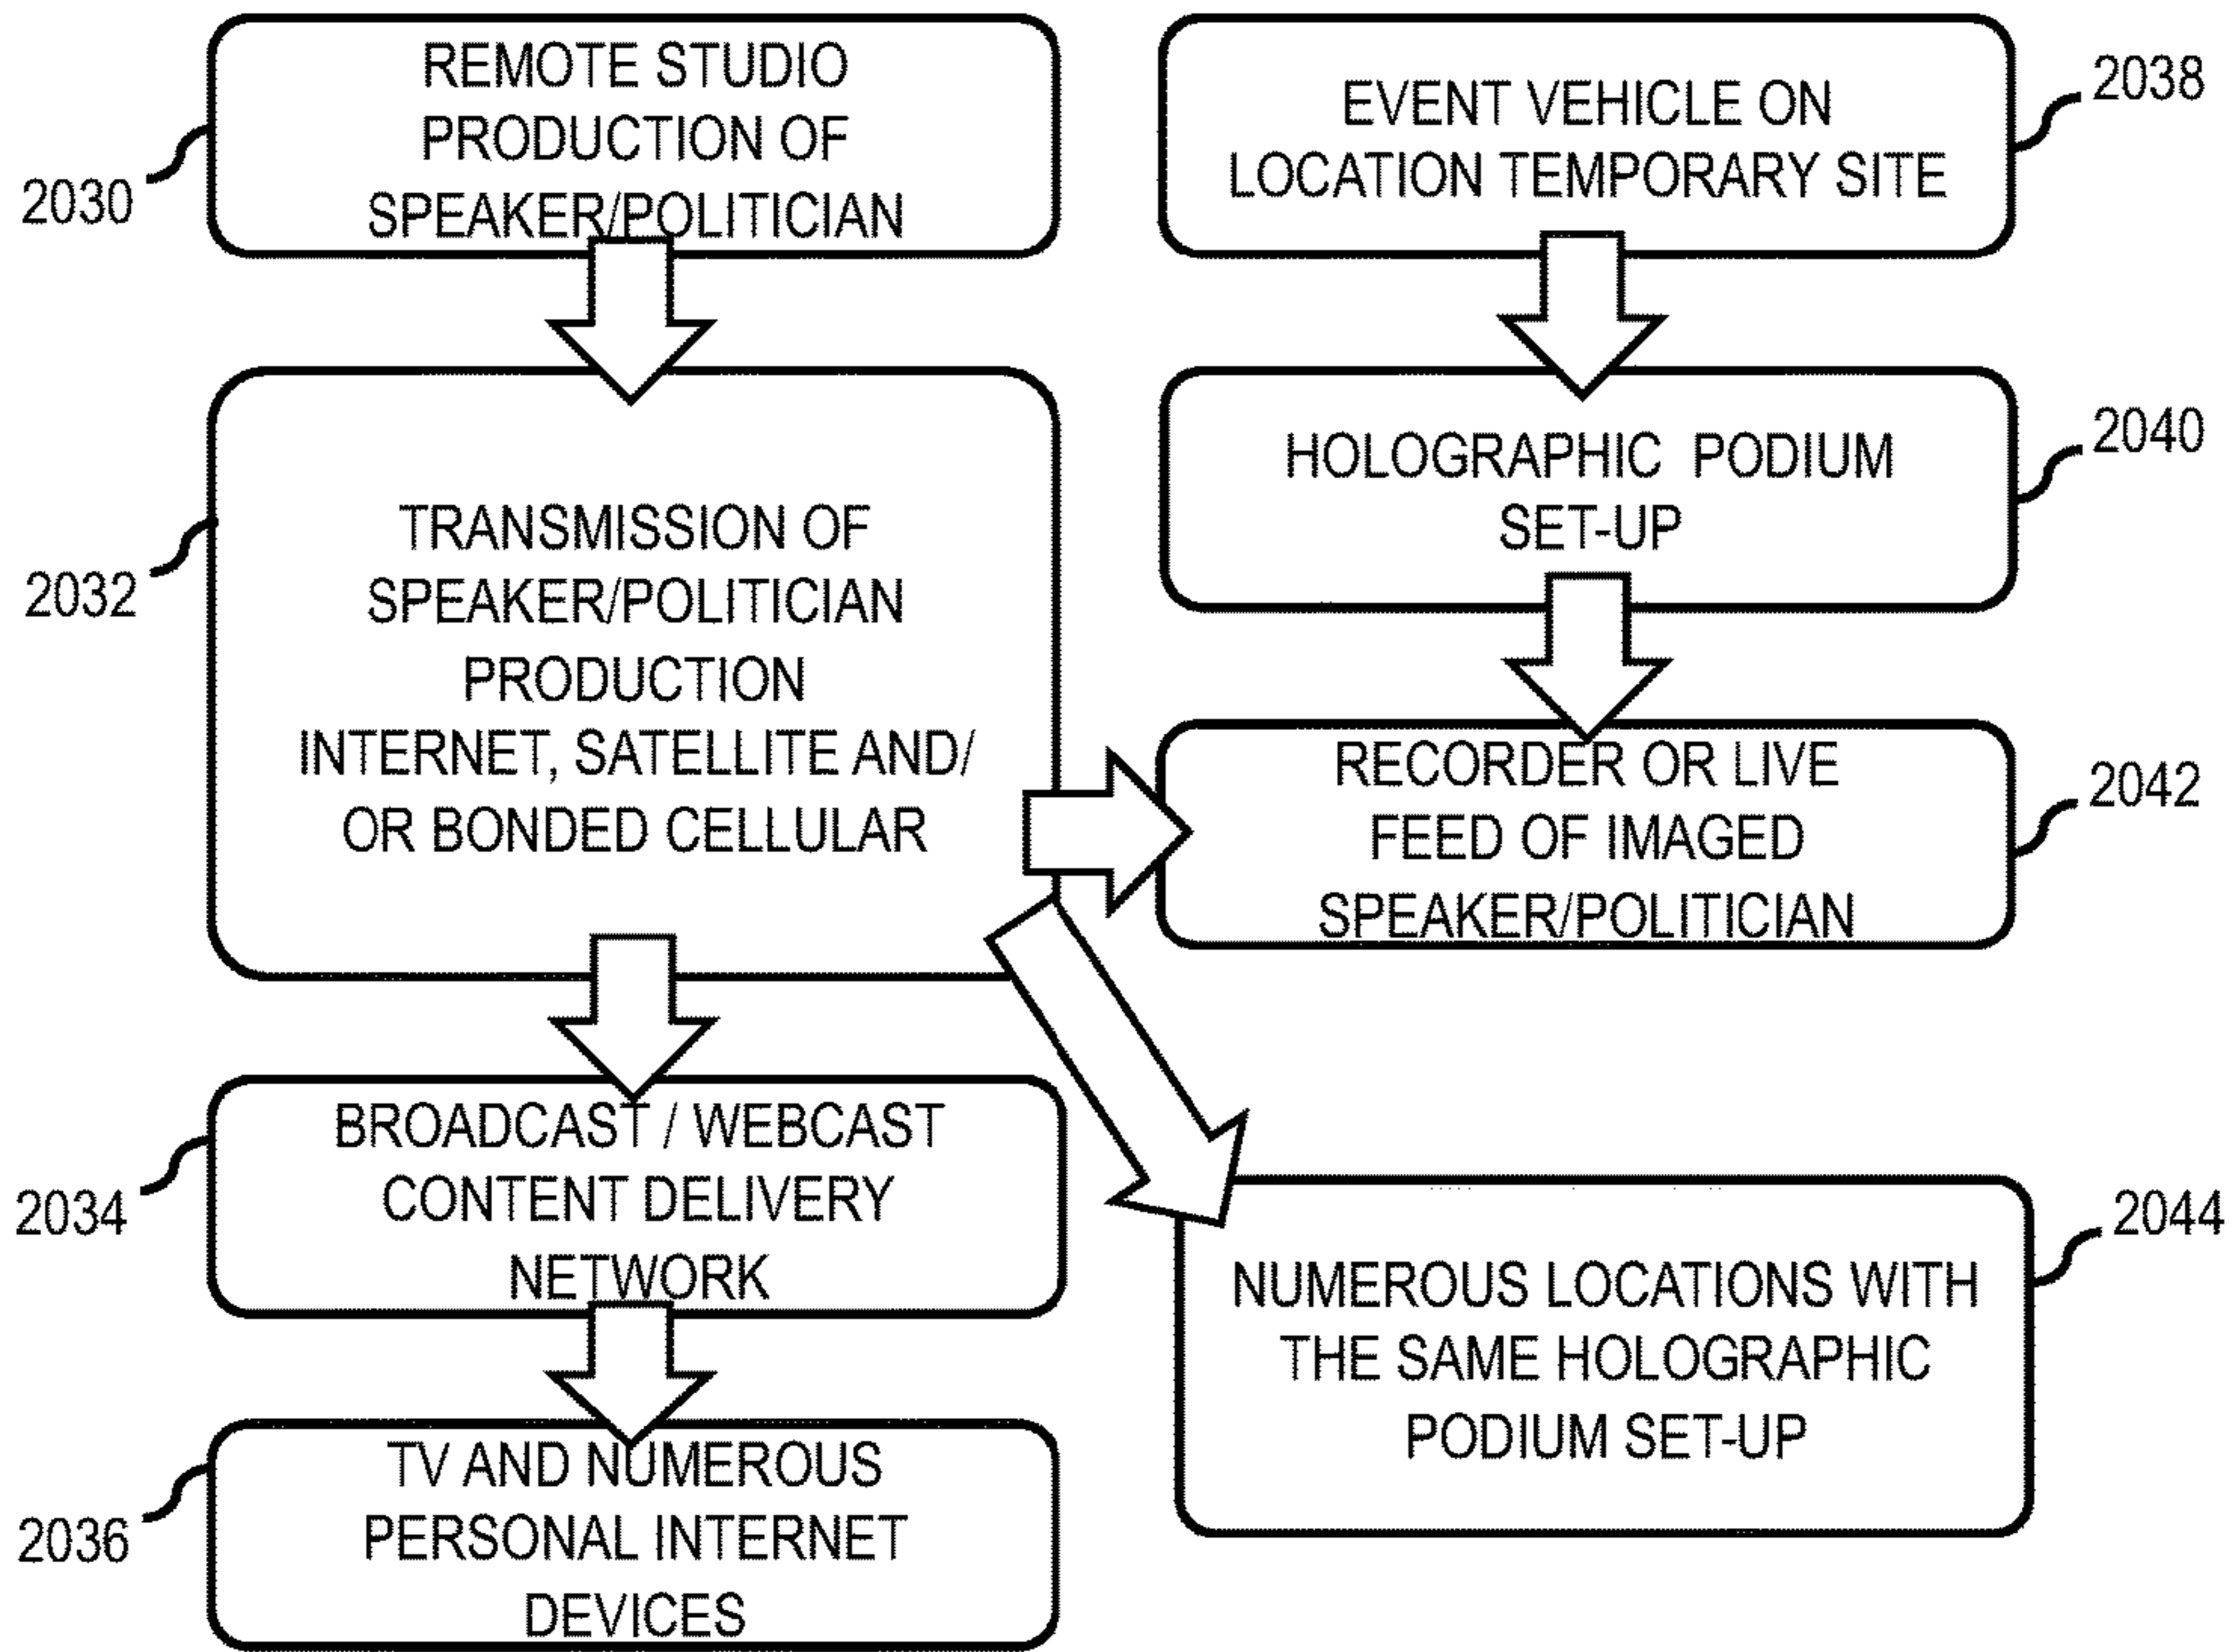 REMOTE STUDIO
PRODUCTION OF
SPEAKER/POLITICIAN
2030
TRANSMISSION OF
SPEAKER/POLITICIAN
PRODUCTION
INTERNET, SATELLITE AND/
OR BONDED CELLULAR
2032
BROADCAST / WEBCAST
CONTENT DELIVERY
NETWORK
2034
TV AND NUMEROUS
PERSONAL INTERNET
DEVICES
2036
EVENT VEHICLE ON
LOCATION TEMPORARY SITE
2038
HOLOGRAPHIC PODIUM
SET-UP
2040
RECORDER OR LIVE
FEED OF IMAGED
SPEAKER/POLITICIAN
2042
NUMEROUS LOCATIONS WITH
THE SAME HOLOGRAPHIC
PODIUM SET-UP
2044